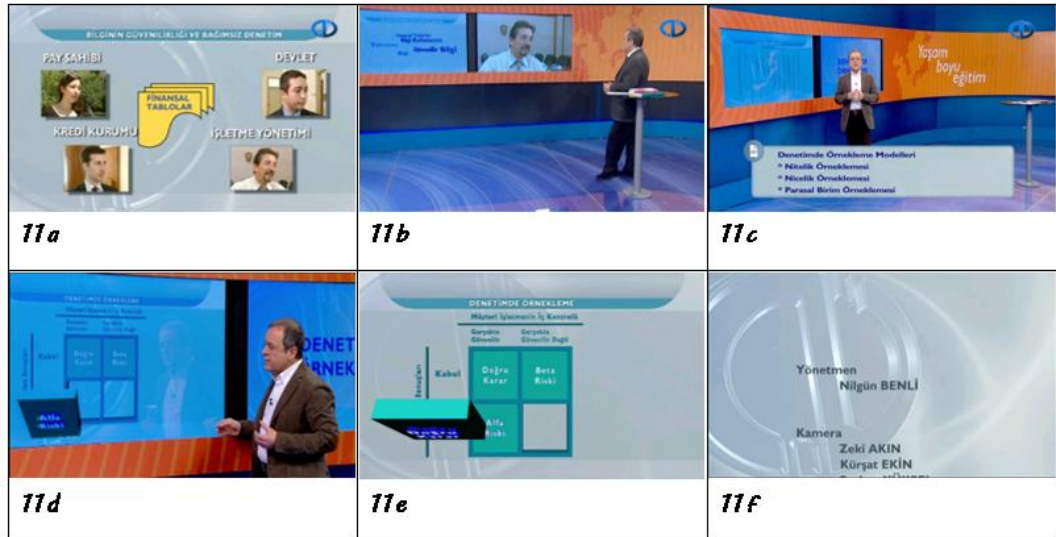 BİLGİNİN GÜVENİLİRLİĞİ VE BAĞIMSIZ DENETİM
PAY SAHİBİ
DEVLET
FİNANSAL
TABLOLAR
KREDİ KURUMU
İŞLETME YÖNETİMİ
11a
11b
Yaşam
boyu
eğitim
Denetimde Örnekleme Modelleri
* Nitelik Örneklemesi
* Nicelik Örneklemesi
* Parasal Birim Örneklemesi
11c
DENETİMDE ÖRNEKLEME
Kabul
Doğru
Karar
Beta
Riski
Alfa
Riski
DENET
ÖRNEK
11d
DENETİMDE ÖRNEKLEME
Müşteri İşletmenin İç Kontrolü
Gerçekte
Güvenilir
Gerçekte
Güvenilir Değil
Sonuçları
Kabul
Doğru
Karar
Beta
Riski
Alfa
Riski
11e
Yönetmen
Nilgün BENLİ
Kamera
Zeki AKIN
Kürşat EKİN
11f